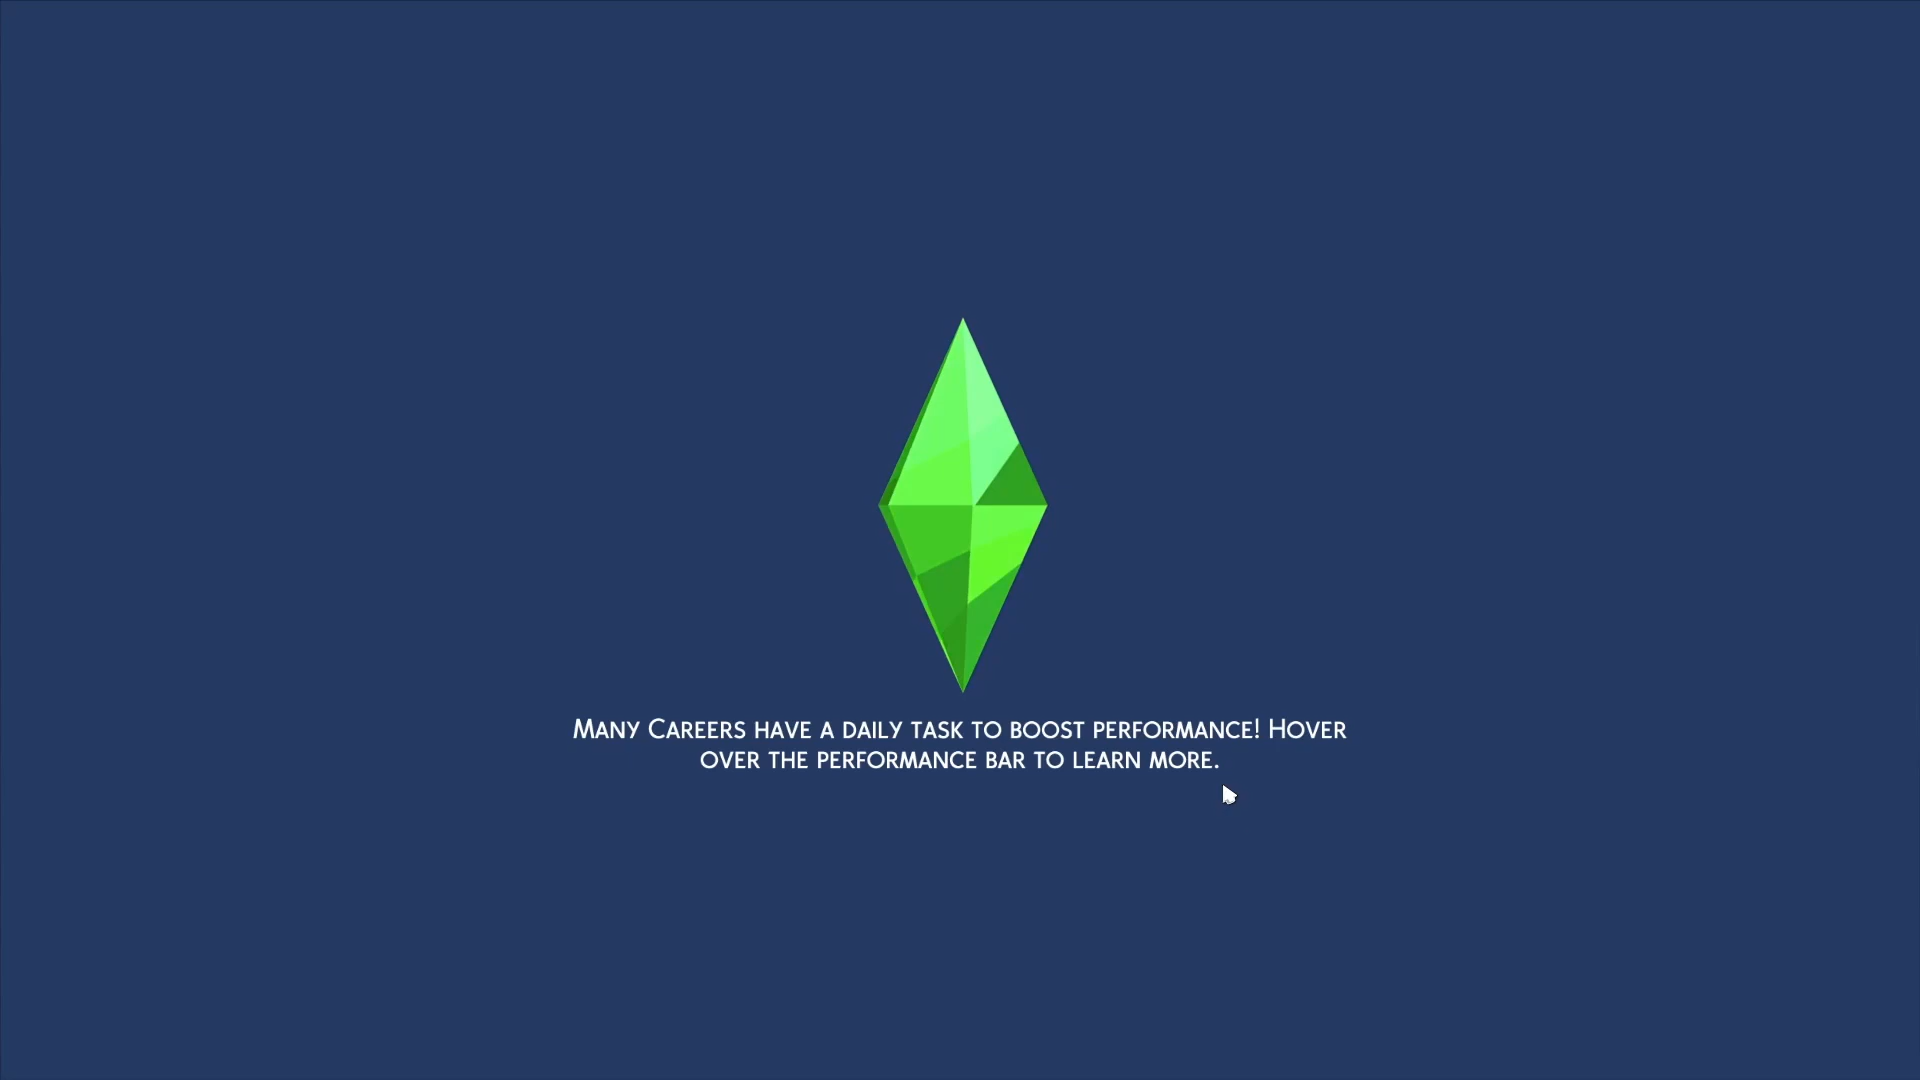 Many Careers have a daily task to boost performance! Hover
over the performance bar to learn more.